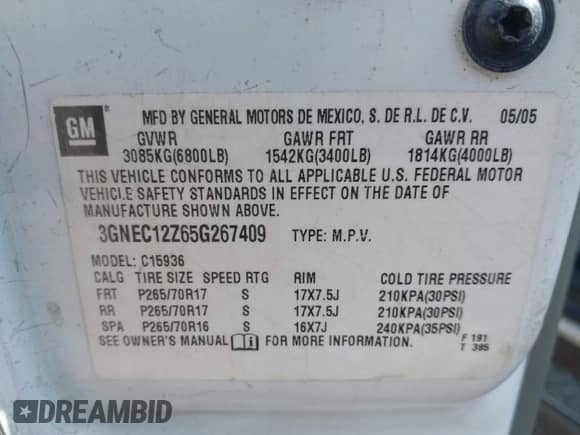 GM ®
MFD BY GENERAL MOTORS DE MEXICO, S. DE R.L. DE C.V. 05/05
GVWR GAWR FRT GAWR RR
3085KG(6800LB) 1542KG(3400LB) 1814KG(4000LB)
THIS VEHICLE CONFORMS TO ALL APPLICABLE U.S. FEDERAL MOTOR
VEHICLE SAFETY STANDARDS IN EFFECT ON THE DATE OF
MANUFACTURE SHOWN ABOVE.
3GNEC12Z65G267409 TYPE: M.P.V.
MODEL: C15936
CALG TIRE SIZE SPEED RTG RIM COLD TIRE PRESSURE
FRT P265/70R17 S 17X7.5J 210KPA(30PSI)
RR P265/70R17 S 17X7.5J 210KPA(30PSI)
SPA P265/70R16 S 16X7J 240KPA(35PSI)
SEE OWNER'S MANUAL i FOR MORE INFORMATION. F 191
T 385
DREAMBID